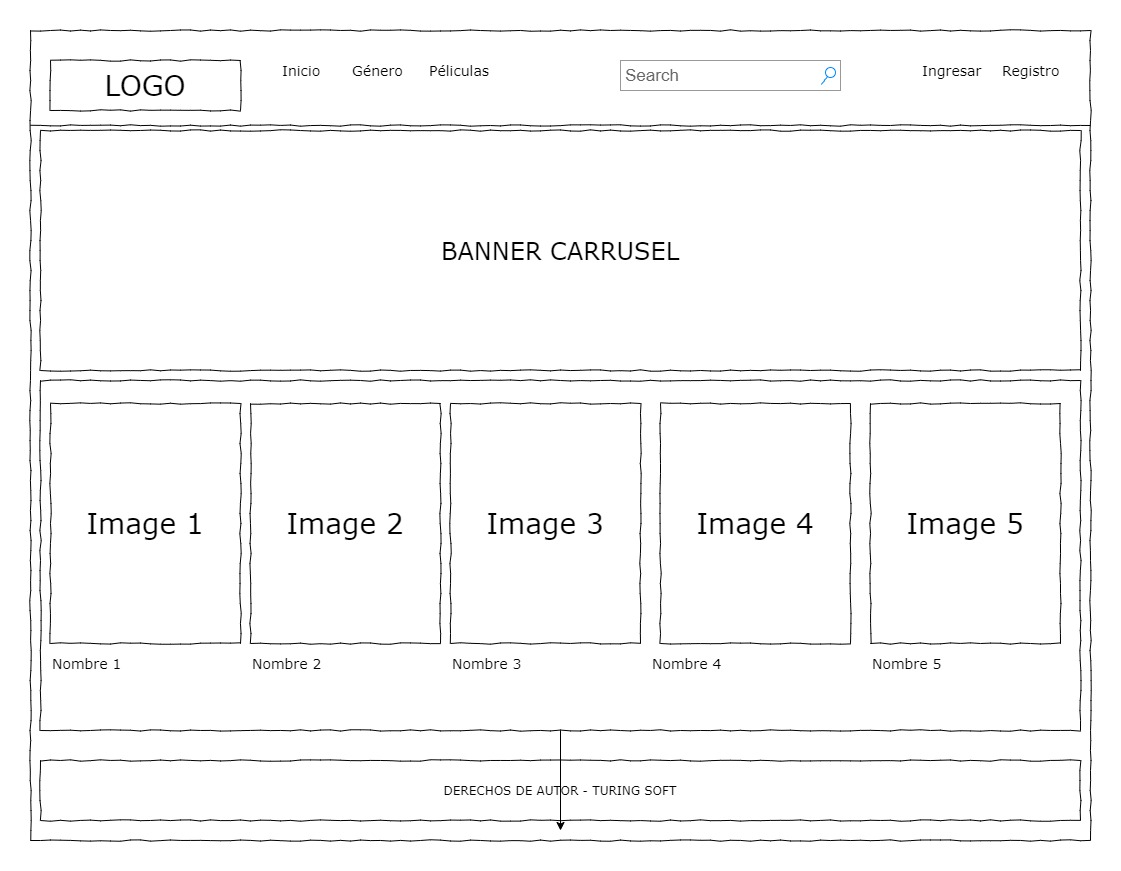 LOGO
Inicio
Género
Péliculas
Search
Ingresar
Registro
BANNER CARRUSEL
Image 1
Image 2
Image 3
Image 4
Image 5
Nombre 1
Nombre 2
Nombre 3
Nombre 4
Nombre 5
DERECHOS DE AUTOR - TURING SOFT